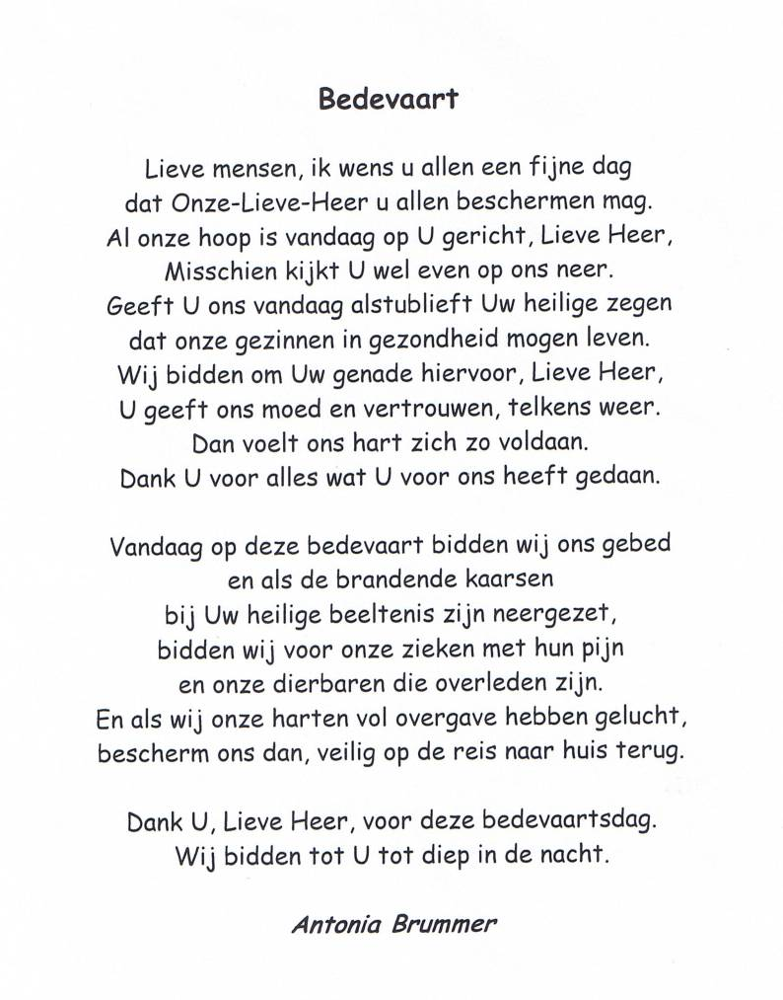 Bedevaart
Lieve mensen, ik wens u allen een fijne dag
dat Onze-Lieve-Heer u allen beschermen mag.
Al onze hoop is vandaag op U gericht, Lieve Heer,
Misschien kijkt U wel even op ons neer.
Geeft U ons vandaag alstublieft Uw heilige zegen
dat onze gezinnen in gezondheid mogen leven.
Wij bidden om Uw genade hiervoor, Lieve Heer,
U geeft ons moed en vertrouwen, telkens weer.
Dan voelt ons hart zich zo voldaan.
Dank U voor alles wat U voor ons heeft gedaan.
Vandaag op deze bedevaart bidden wij ons gebed
en als de brandende kaarsen
bij Uw heilige beeltenis zijn neergezet,
bidden wij voor onze zieken met hun pijn
en onze dierbaren die overleden zijn.
En als wij onze harten vol overgave hebben gelucht,
bescherm ons dan, veilig op de reis naar huis terug.
Dank U, Lieve Heer, voor deze bedevaartsdag.
Wij bidden tot U tot diep in de nacht.
Antonia Brummer